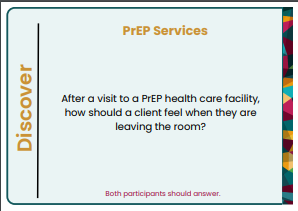 Discover
PrEP Services
After a visit to a PrEP health care facility,
how should a client feel when they are
leaving the room?
Both participants should answer.